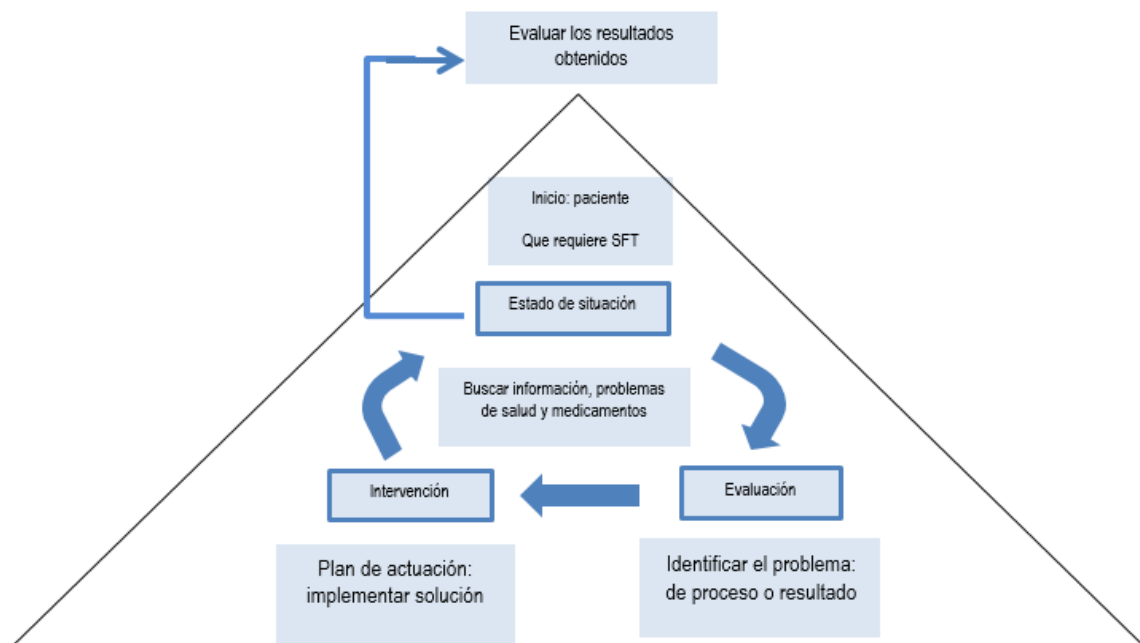 Evaluar los resultados
obtenidos
Inicio: paciente
Que requiere SFT
Estado de situación
Buscar información, problemas
de salud y medicamentos
Intervención
Evaluación
Plan de actuación:
implementar solución
Identificar el problema:
de proceso o resultado